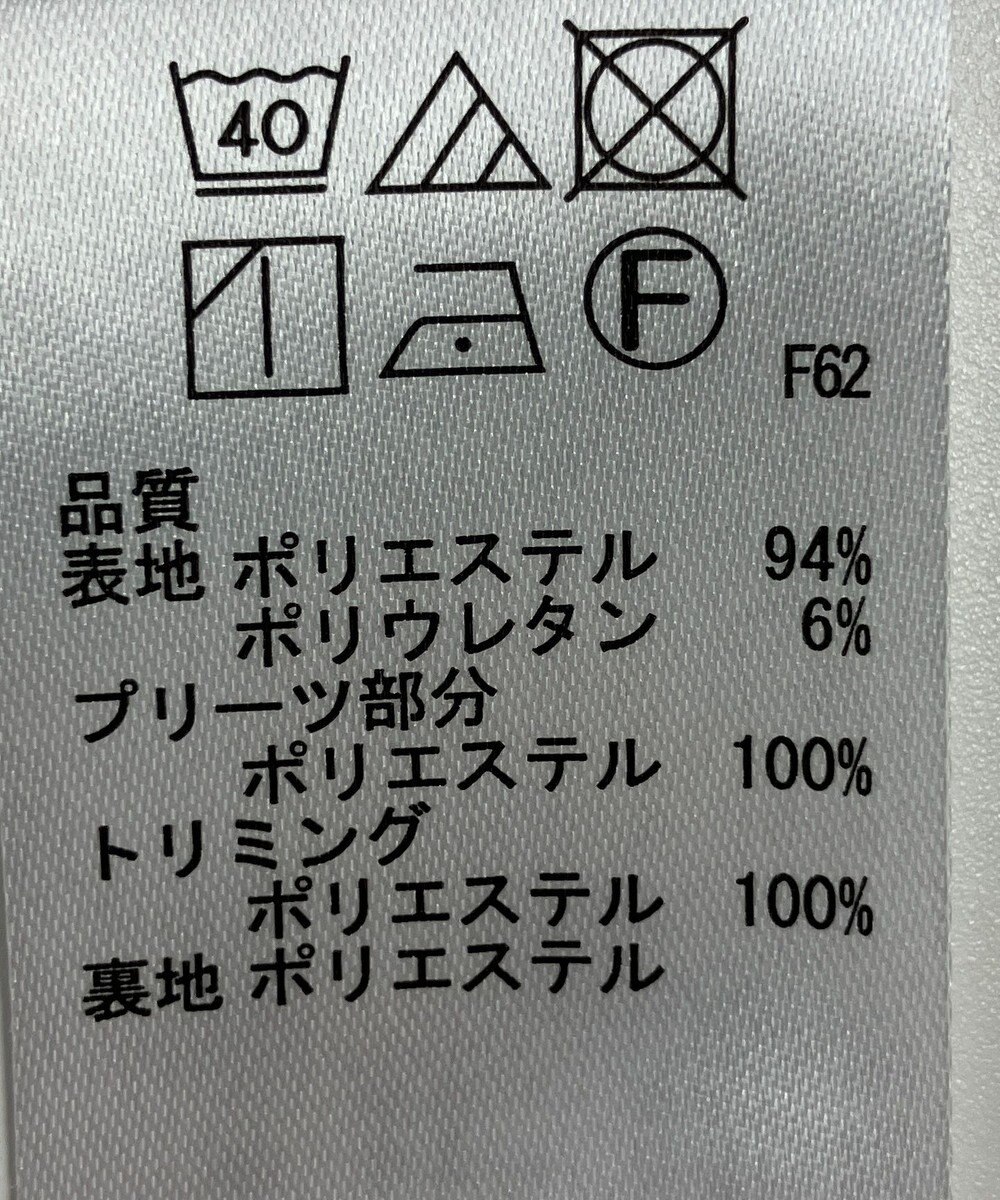 40
F
F62
品質
表地 ポリエステル 94%
ポリウレタン 6%
プリーツ部分
ポリエステル 100%
トリミング
ポリエステル 100%
裏地 ポリエステル